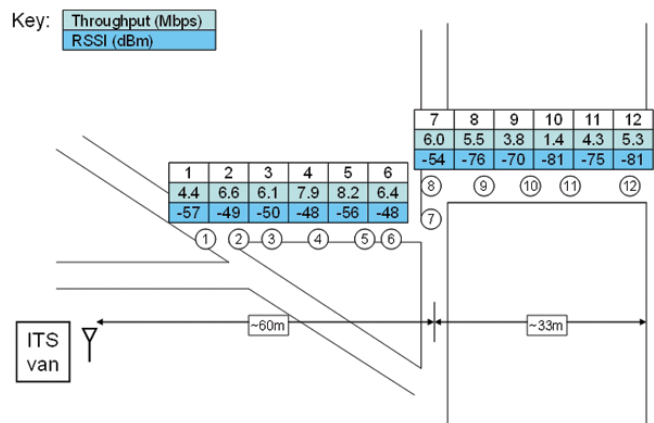 Key:
Throughput (Mbps)
RSSI (dBm)
7 8 9 10 11 12
6.0 5.5 3.8 1.4 4.3 5.3
-54 -76 -70 -81 -75 -81
1 2 3 4 5 6
4.4 6.6 6.1 7.9 8.2 6.4
-57 -49 -50 -48 -56 -48
8 9 10 11 12
7
1 2 3 4 5 6
~60m ~33m
ITS
van